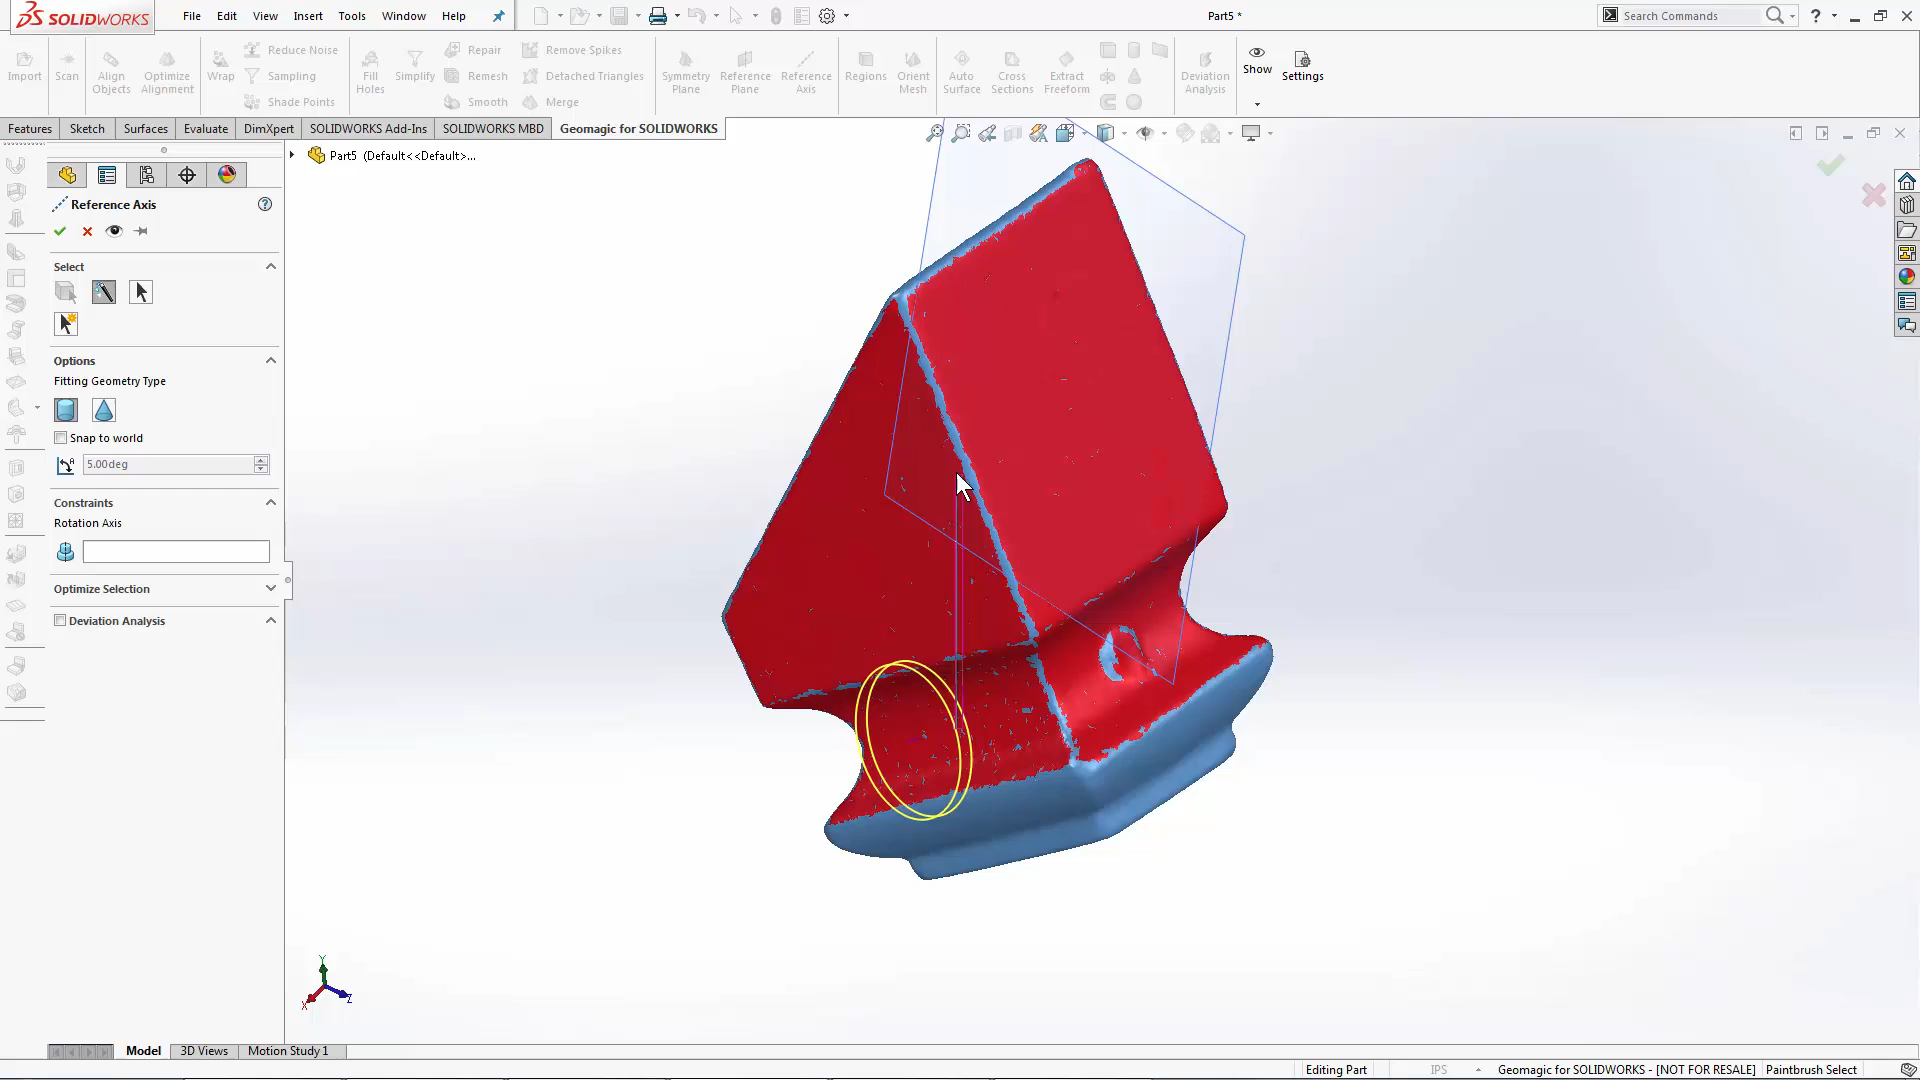 SOLIDWORKS File Edit View Insert Tools Window Help Part5 * Search Commands
Import Scan Align Objects Optimize Alignment Wrap Reduce Noise Sampling Shade Points Fill Holes Simplify Repair Remesh Smooth Remove Spikes Detached Triangles Merge Symmetry Plane Reference Plane Reference Axis Regions Orient Mesh Auto Surface Cross Sections Extract Freeform Deviation Analysis Show Settings
Features Sketch Surfaces Evaluate DimXpert SOLIDWORKS Add-Ins SOLIDWORKS MBD Geomagic for SOLIDWORKS
Part5 (Default<<Default>...
Reference Axis
Select
Options
Fitting Geometry Type
Snap to world
5.00deg
Constraints
Rotation Axis
Optimize Selection
Deviation Analysis
Y
X Z
Model 3D Views Motion Study 1
Editing Part IPS Geomagic for SOLIDWORKS - [NOT FOR RESALE] Paintbrush Select